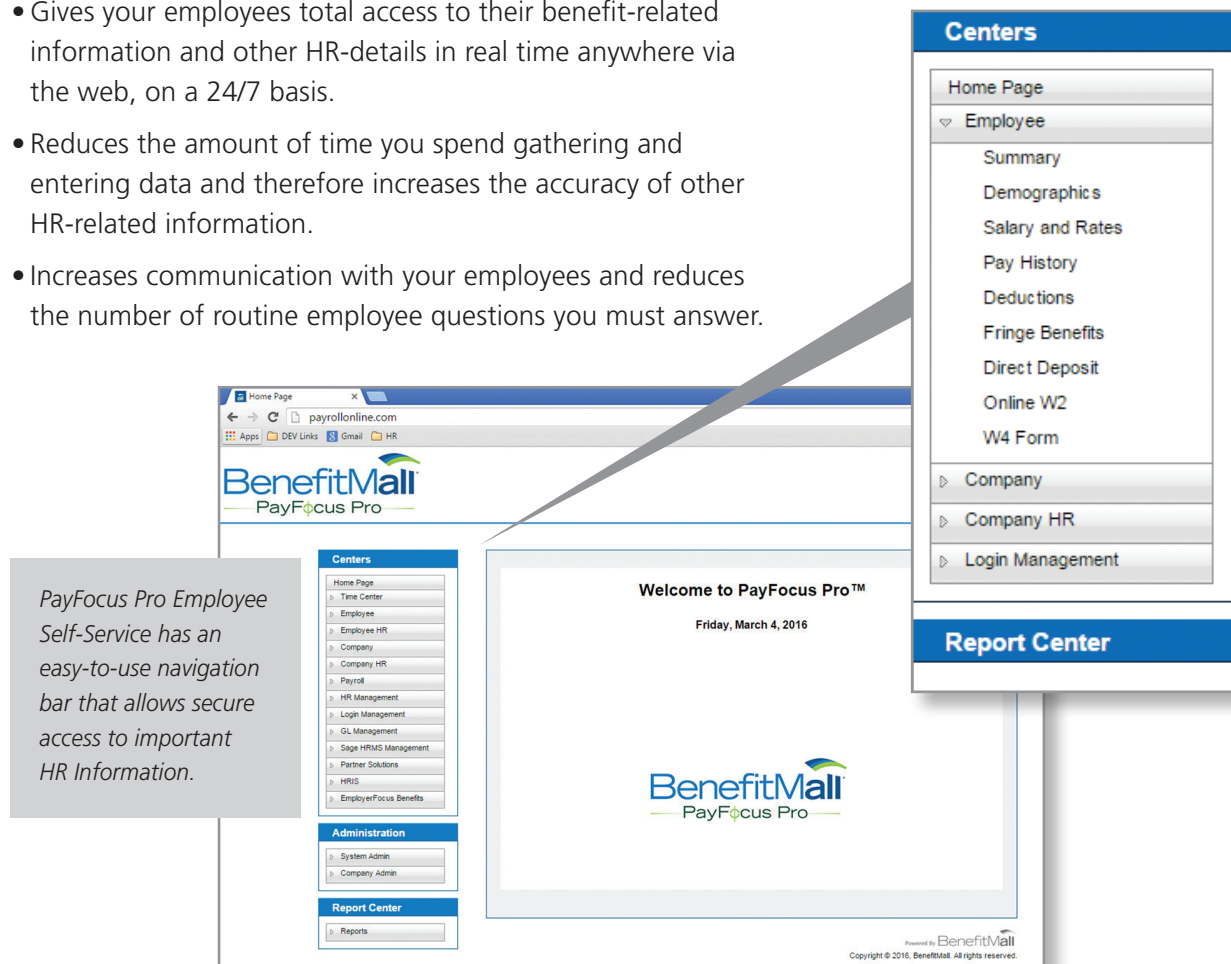 • Gives your employees total access to their benefit-related
information and other HR-details in real time anywhere via
the web, on a 24/7 basis.
• Reduces the amount of time you spend gathering and
entering data and therefore increases the accuracy of other
HR-related information.
• Increases communication with your employees and reduces
the number of routine employee questions you must answer.
Centers
Home Page
Employee
Summary
Demographics
Salary and Rates
Pay History
Deductions
Fringe Benefits
Direct Deposit
Online W2
W4 Form
Company
Company HR
Login Management
Report Center
Home Page
payrollonline.com
Apps DEV Links Gmail HR
BenefitMall
PayFocus Pro
PayFocus Pro Employee
Self-Service has an
easy-to-use navigation
bar that allows secure
access to important
HR Information.
Centers
Home Page
Time Center
Employee
Employee HR
Company
Company HR
Payroll
HR Management
Login Management
GL Management
Sage HRMS Management
Partner Solutions
HRIS
EmployerFocus Benefits
Administration
System Admin
Company Admin
Report Center
Reports
Welcome to PayFocus Pro™
Friday, March 4, 2016
BenefitMall
PayFocus Pro
Powered By BenefitMall
Copyright © 2016, BenefitMall. All rights reserved.